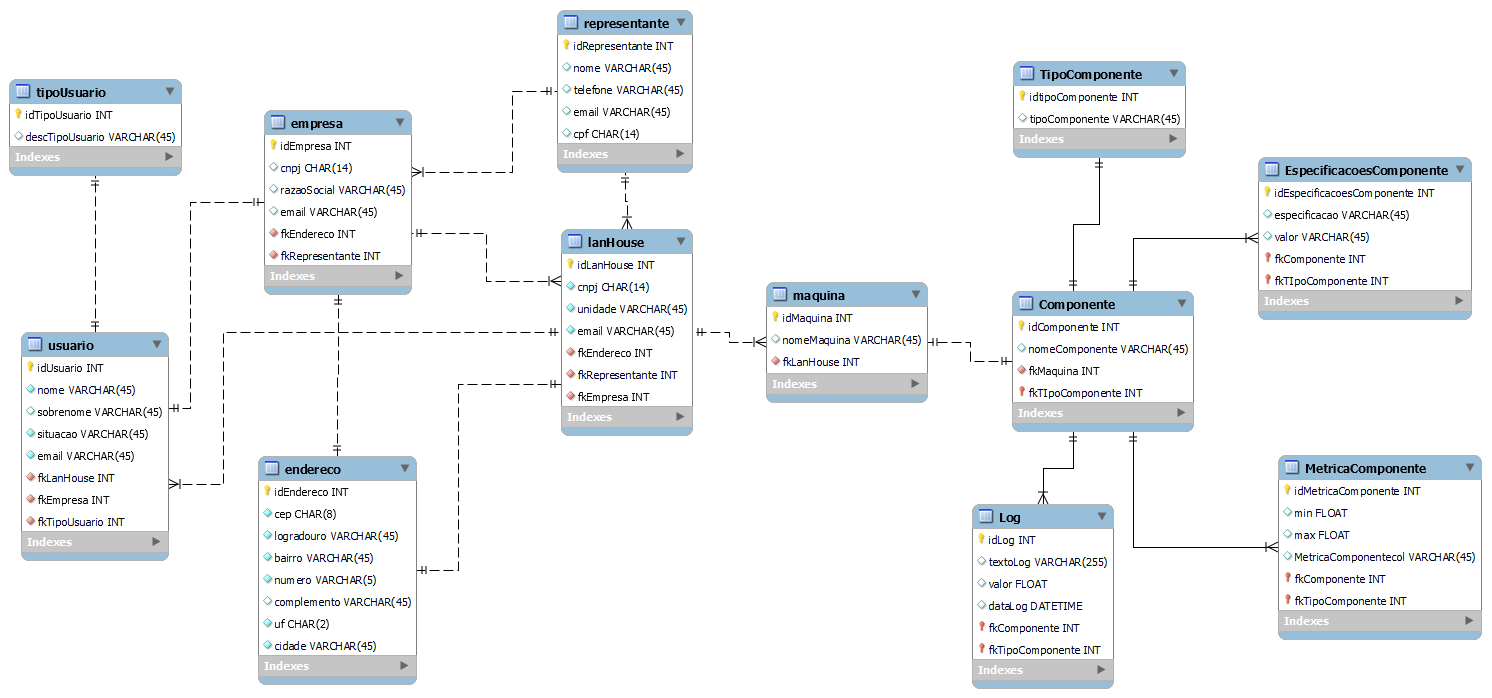 tipoUsuario
idTipoUsuario INT
descTipoUsuario VARCHAR(45)
Indexes
empresa
idEmpresa INT
cnpj CHAR(14)
razaoSocial VARCHAR(45)
email VARCHAR(45)
fkEndereco INT
fkRepresentante INT
Indexes
representante
idRepresentante INT
nome VARCHAR(45)
telefone VARCHAR(45)
email VARCHAR(45)
cpf CHAR(14)
Indexes
usuario
idUsuario INT
nome VARCHAR(45)
sobrenome VARCHAR(45)
situacao VARCHAR(45)
email VARCHAR(45)
fkLanHouse INT
fkEmpresa INT
fkTipoUsuario INT
Indexes
endereco
idEndereco INT
cep CHAR(8)
logradouro VARCHAR(45)
bairro VARCHAR(45)
numero VARCHAR(5)
complemento VARCHAR(45)
uf CHAR(2)
cidade VARCHAR(45)
Indexes
lanHouse
idLanHouse INT
cnpj CHAR(14)
unidade VARCHAR(45)
email VARCHAR(45)
fkEndereco INT
fkRepresentante INT
fkEmpresa INT
Indexes
maquina
idMaquina INT
nomeMaquina VARCHAR(45)
fkLanHouse INT
Indexes
TipoComponente
idtipoComponente INT
tipoComponente VARCHAR(45)
Indexes
Componente
idComponente INT
nomeComponente VARCHAR(45)
fkMaquina INT
fkTIpoComponente INT
Indexes
EspecificacoesComponente
idEspecificacoesComponente INT
especificacao VARCHAR(45)
valor VARCHAR(45)
fkComponente INT
fkTIpoComponente INT
Indexes
Log
idLog INT
textoLog VARCHAR(255)
valor FLOAT
dataLog DATETIME
fkComponente INT
fkTipoComponente INT
Indexes
MetricaComponente
idMetricaComponente INT
min FLOAT
max FLOAT
MetricaComponentecol VARCHAR(45)
fkComponente INT
fkTipoComponente INT
Indexes